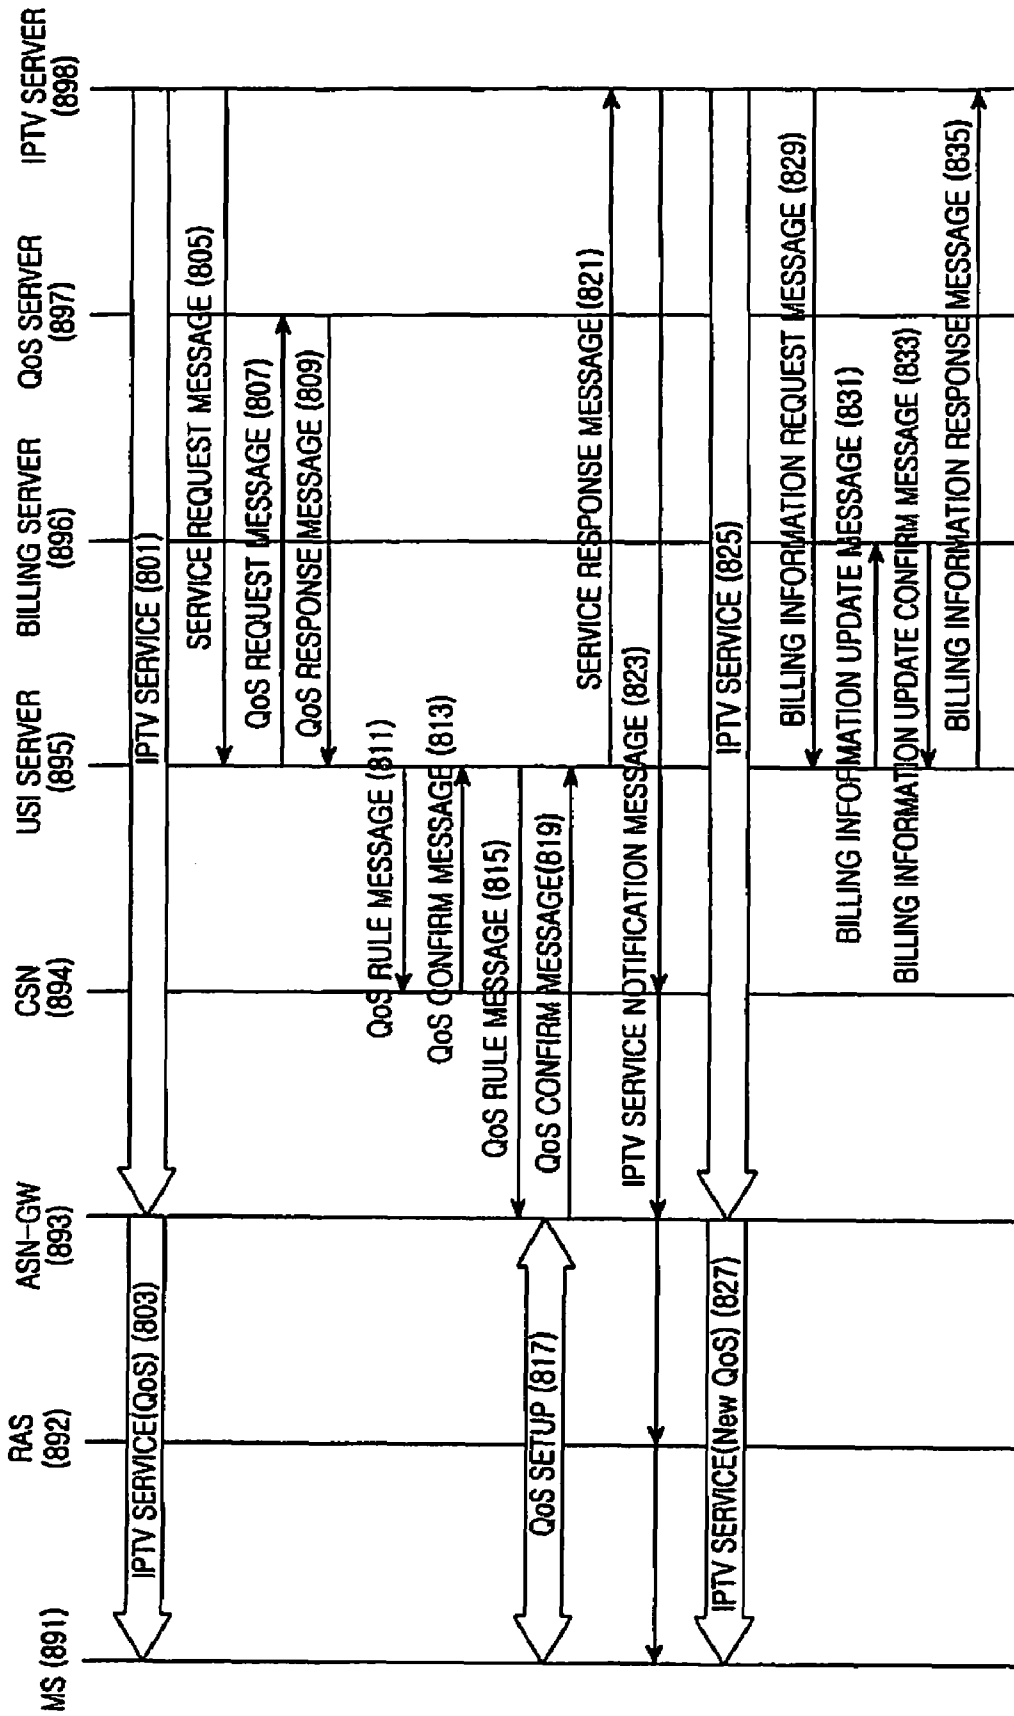 MS (891)
RAS
(892)
ASN-GW
(893)
CSN
(894)
USI SERVER
(895)
BILLING SERVER
(896)
QoS SERVER
(897)
IPTV SERVER
(898)
IPTV SERVICE (801)
IPTV SERVICE(QoS) (803)
SERVICE REQUEST MESSAGE (805)
QoS REQUEST MESSAGE (807)
QoS RESPONSE MESSAGE (809)
QoS RULE MESSAGE (811)
QoS CONFIRM MESSAGE (813)
QoS RULE MESSAGE (815)
QoS SETUP (817)
QoS CONFIRM MESSAGE(819)
SERVICE RESPONSE MESSAGE (821)
IPTV SERVICE NOTIFICATION MESSAGE (823)
IPTV SERVICE (825)
IPTV SERVICE(New QoS) (827)
BILLING INFORMATION REQUEST MESSAGE (829)
BILLING INFORMATION UPDATE MESSAGE (831)
BILLING INFORMATION UPDATE CONFIRM MESSAGE (833)
BILLING INFORMATION RESPONSE MESSAGE (835)